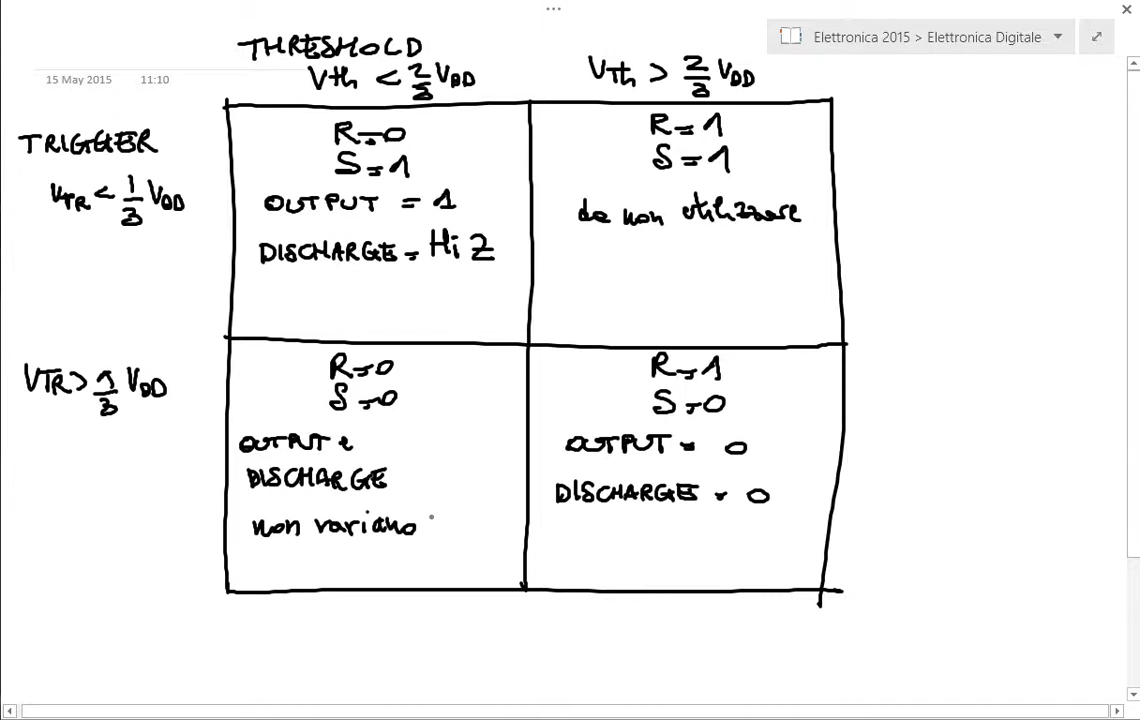 Elettronica 2015 > Elettronica Digitale
15 May 2015 11:10
THRESHOLD
Vth < 2/3 VDD
VTh > 2/3 VDD
TRIGGER
VTR < 1/3 VDD
R=0
S=1
OUTPUT = 1
DISCHARGE = Hi Z
R=1
S=1
da non utilizzare
VTR > 1/3 VDD
R=0
S=0
OUTPUT e
DISCHARGE
non variano
R=1
S=0
OUTPUT = 0
DISCHARGE = 0